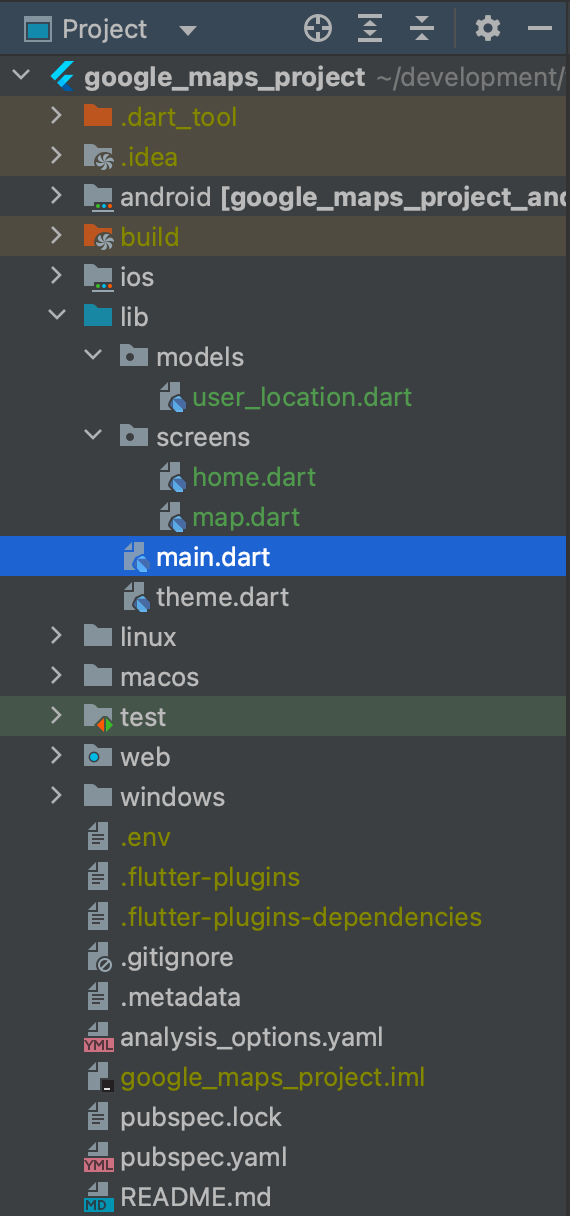 Project
google_maps_project ~/development/
.dart_tool
.idea
android [google_maps_project_and
build
ios
lib
models
user_location.dart
screens
home.dart
map.dart
main.dart
theme.dart
linux
macos
test
web
windows
.env
.flutter-plugins
.flutter-plugins-dependencies
.gitignore
.metadata
YML analysis_options.yaml
google_maps_project.iml
pubspec.lock
YML pubspec.yaml
MD README.md